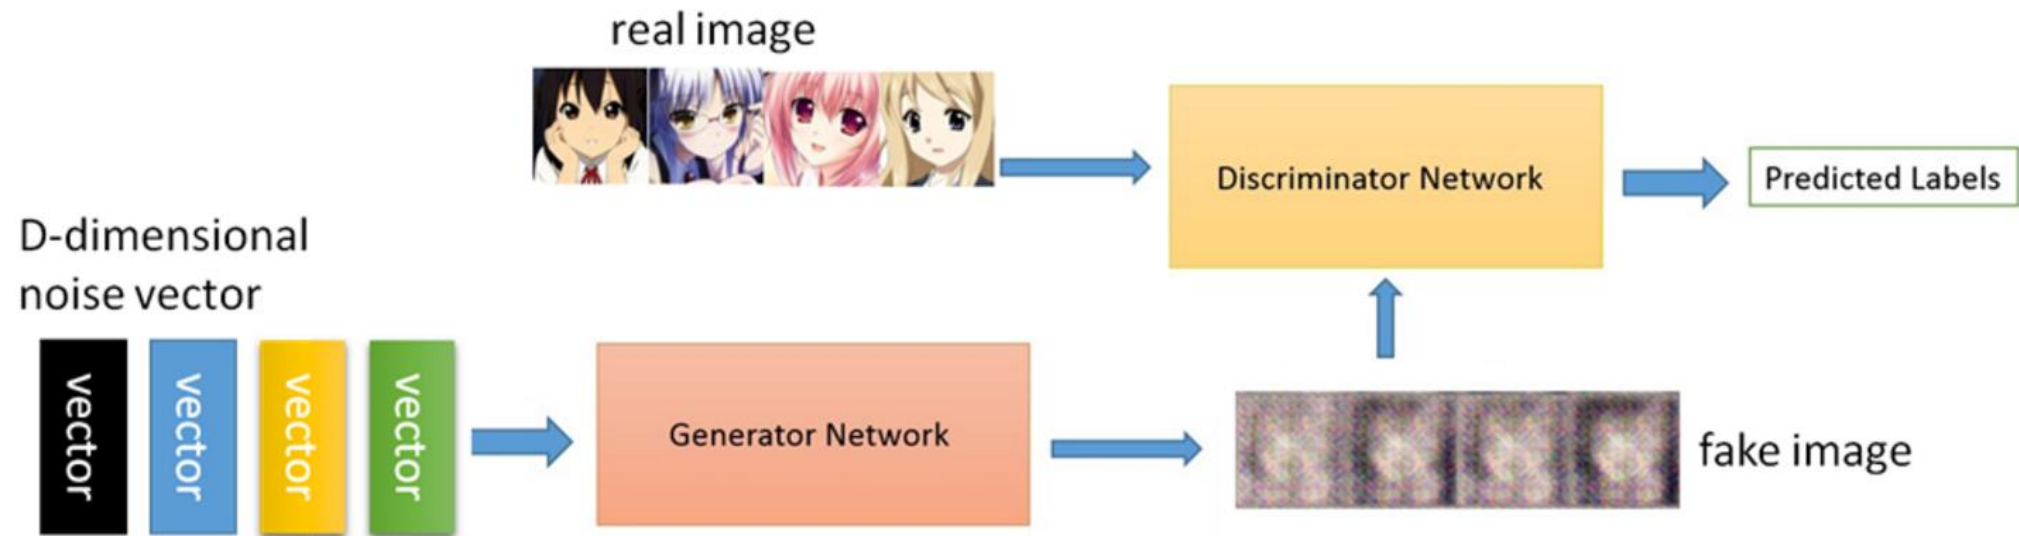 real image
Discriminator Network
Predicted Labels
D-dimensional
noise vector
vector
vector
vector
vector
Generator Network
fake image